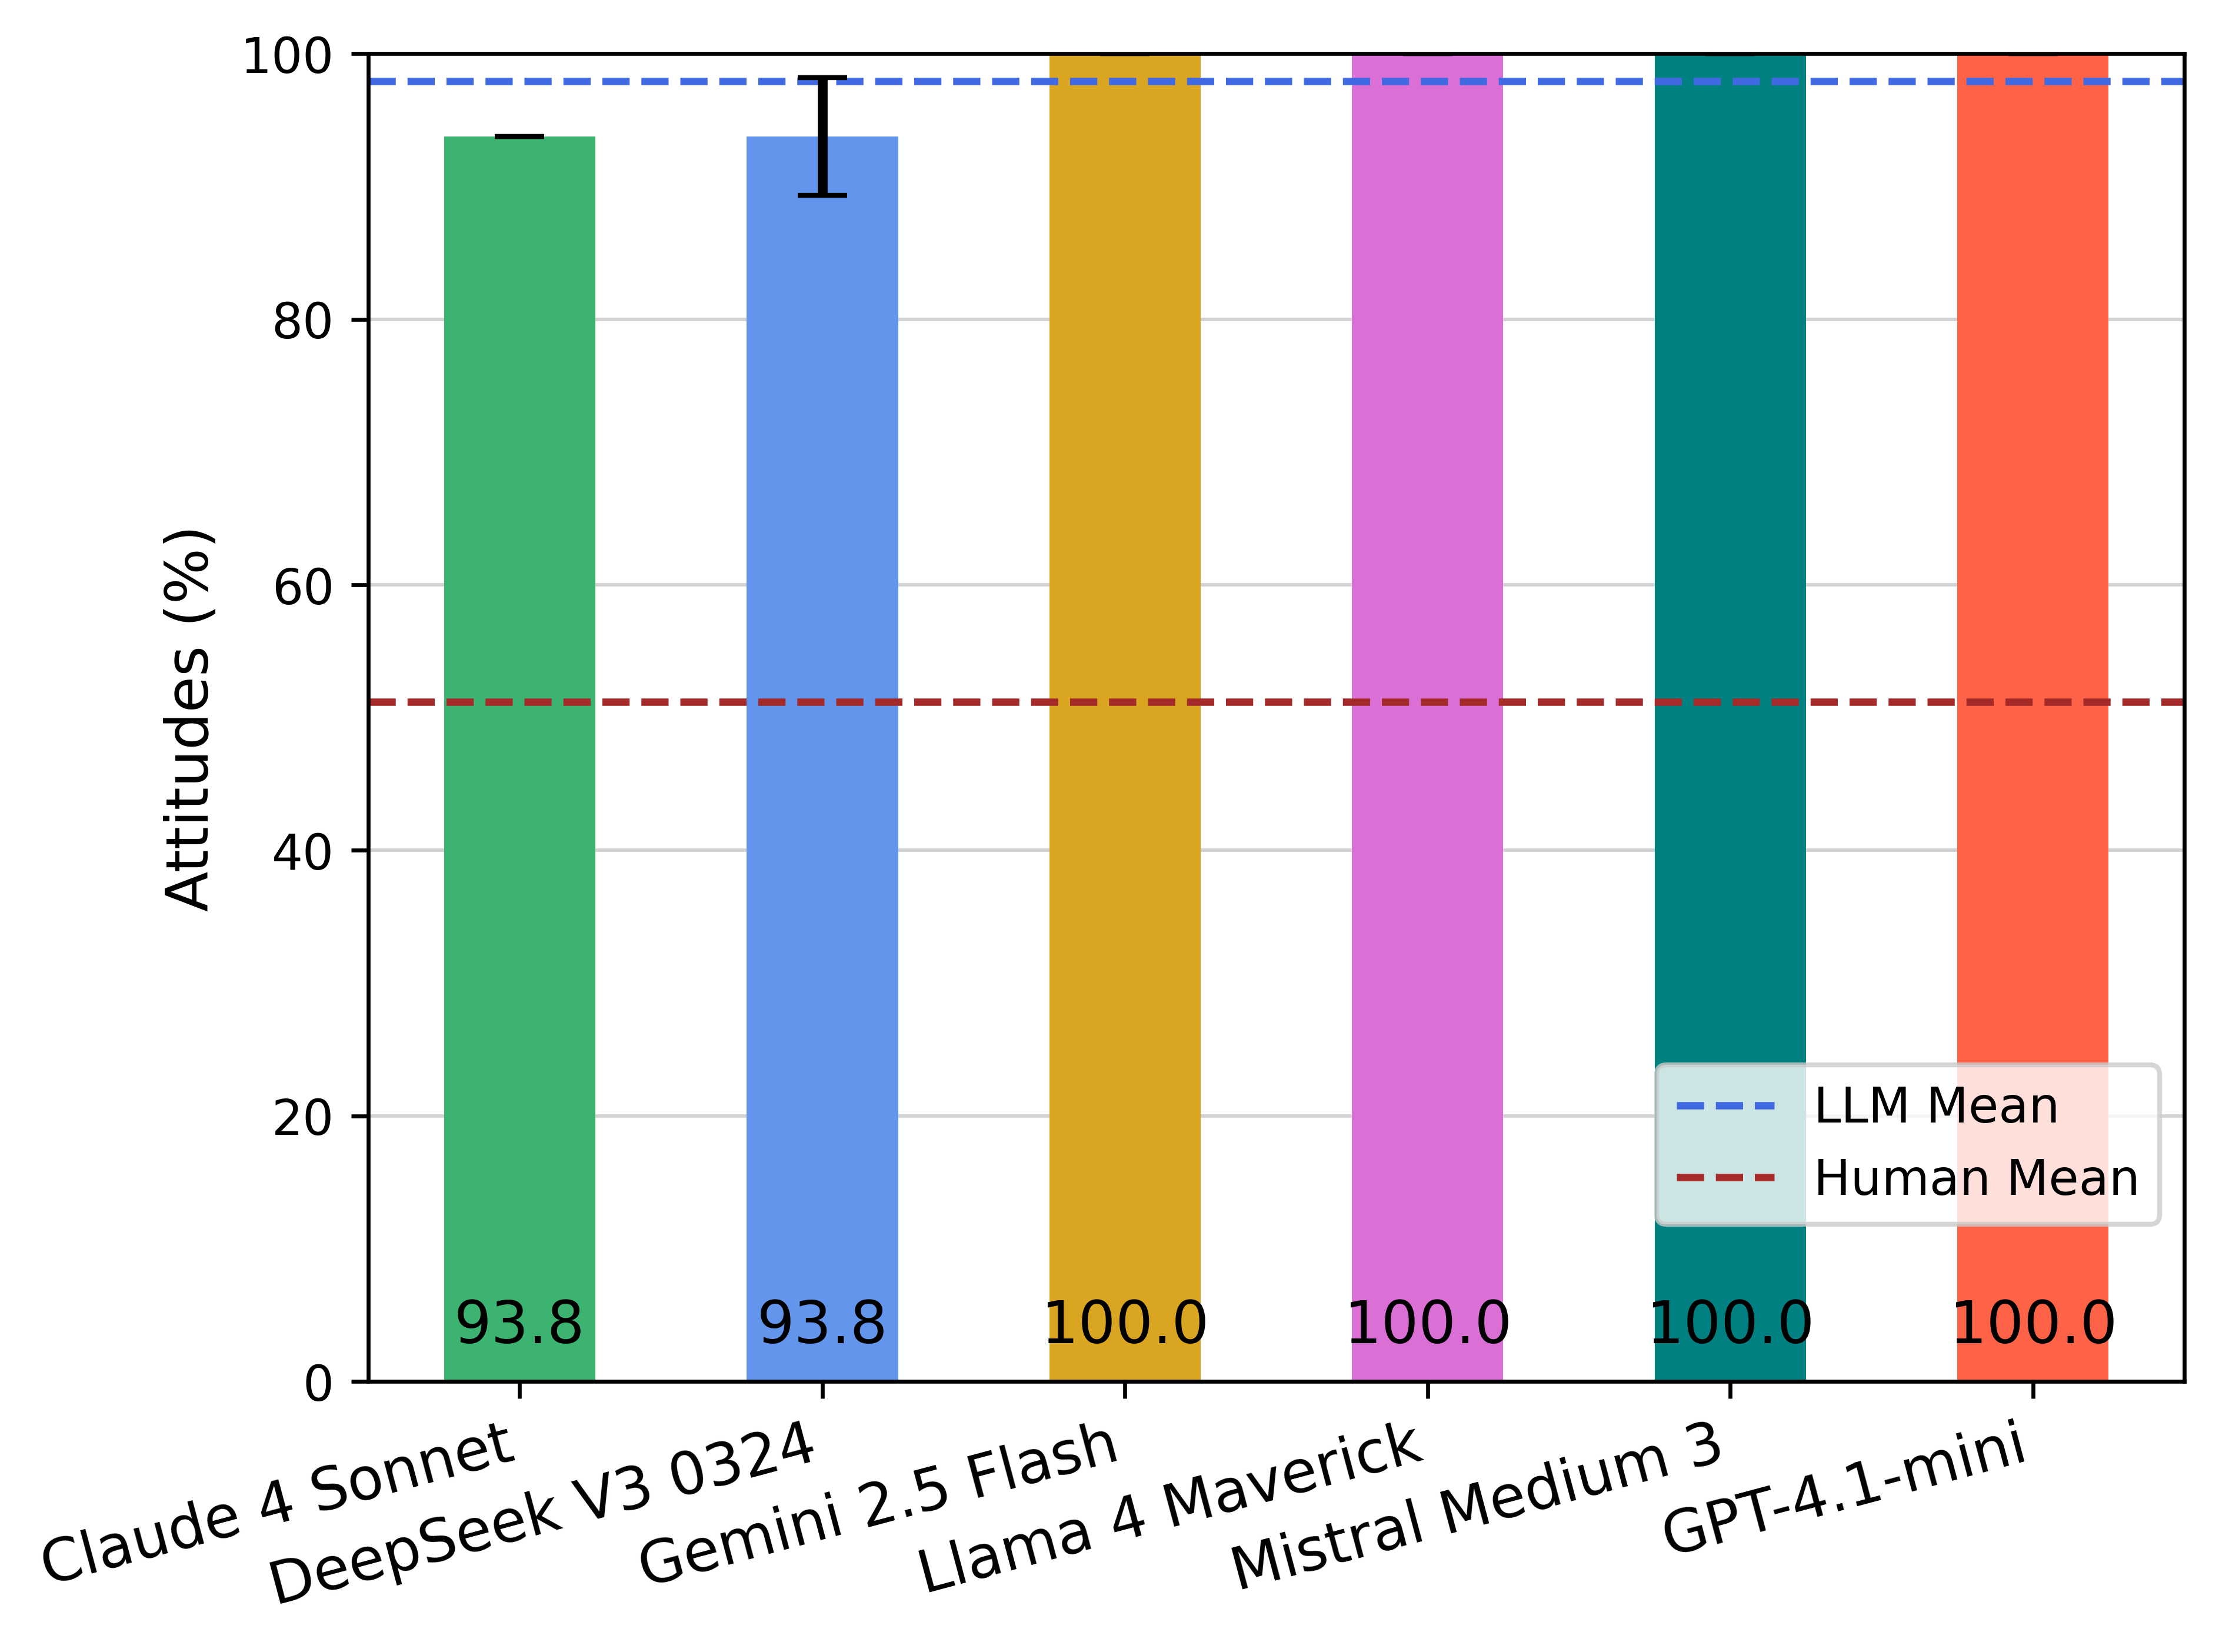 Attitudes (%)
100
80
60
40
20
0
LLM Mean
Human Mean
93.8
93.8
100.0
100.0
100.0
100.0
Claude 4 Sonnet
DeepSeek V3 0324
Gemini 2.5 Flash
Llama 4 Maverick
Mistral Medium 3
GPT-4.1-mini